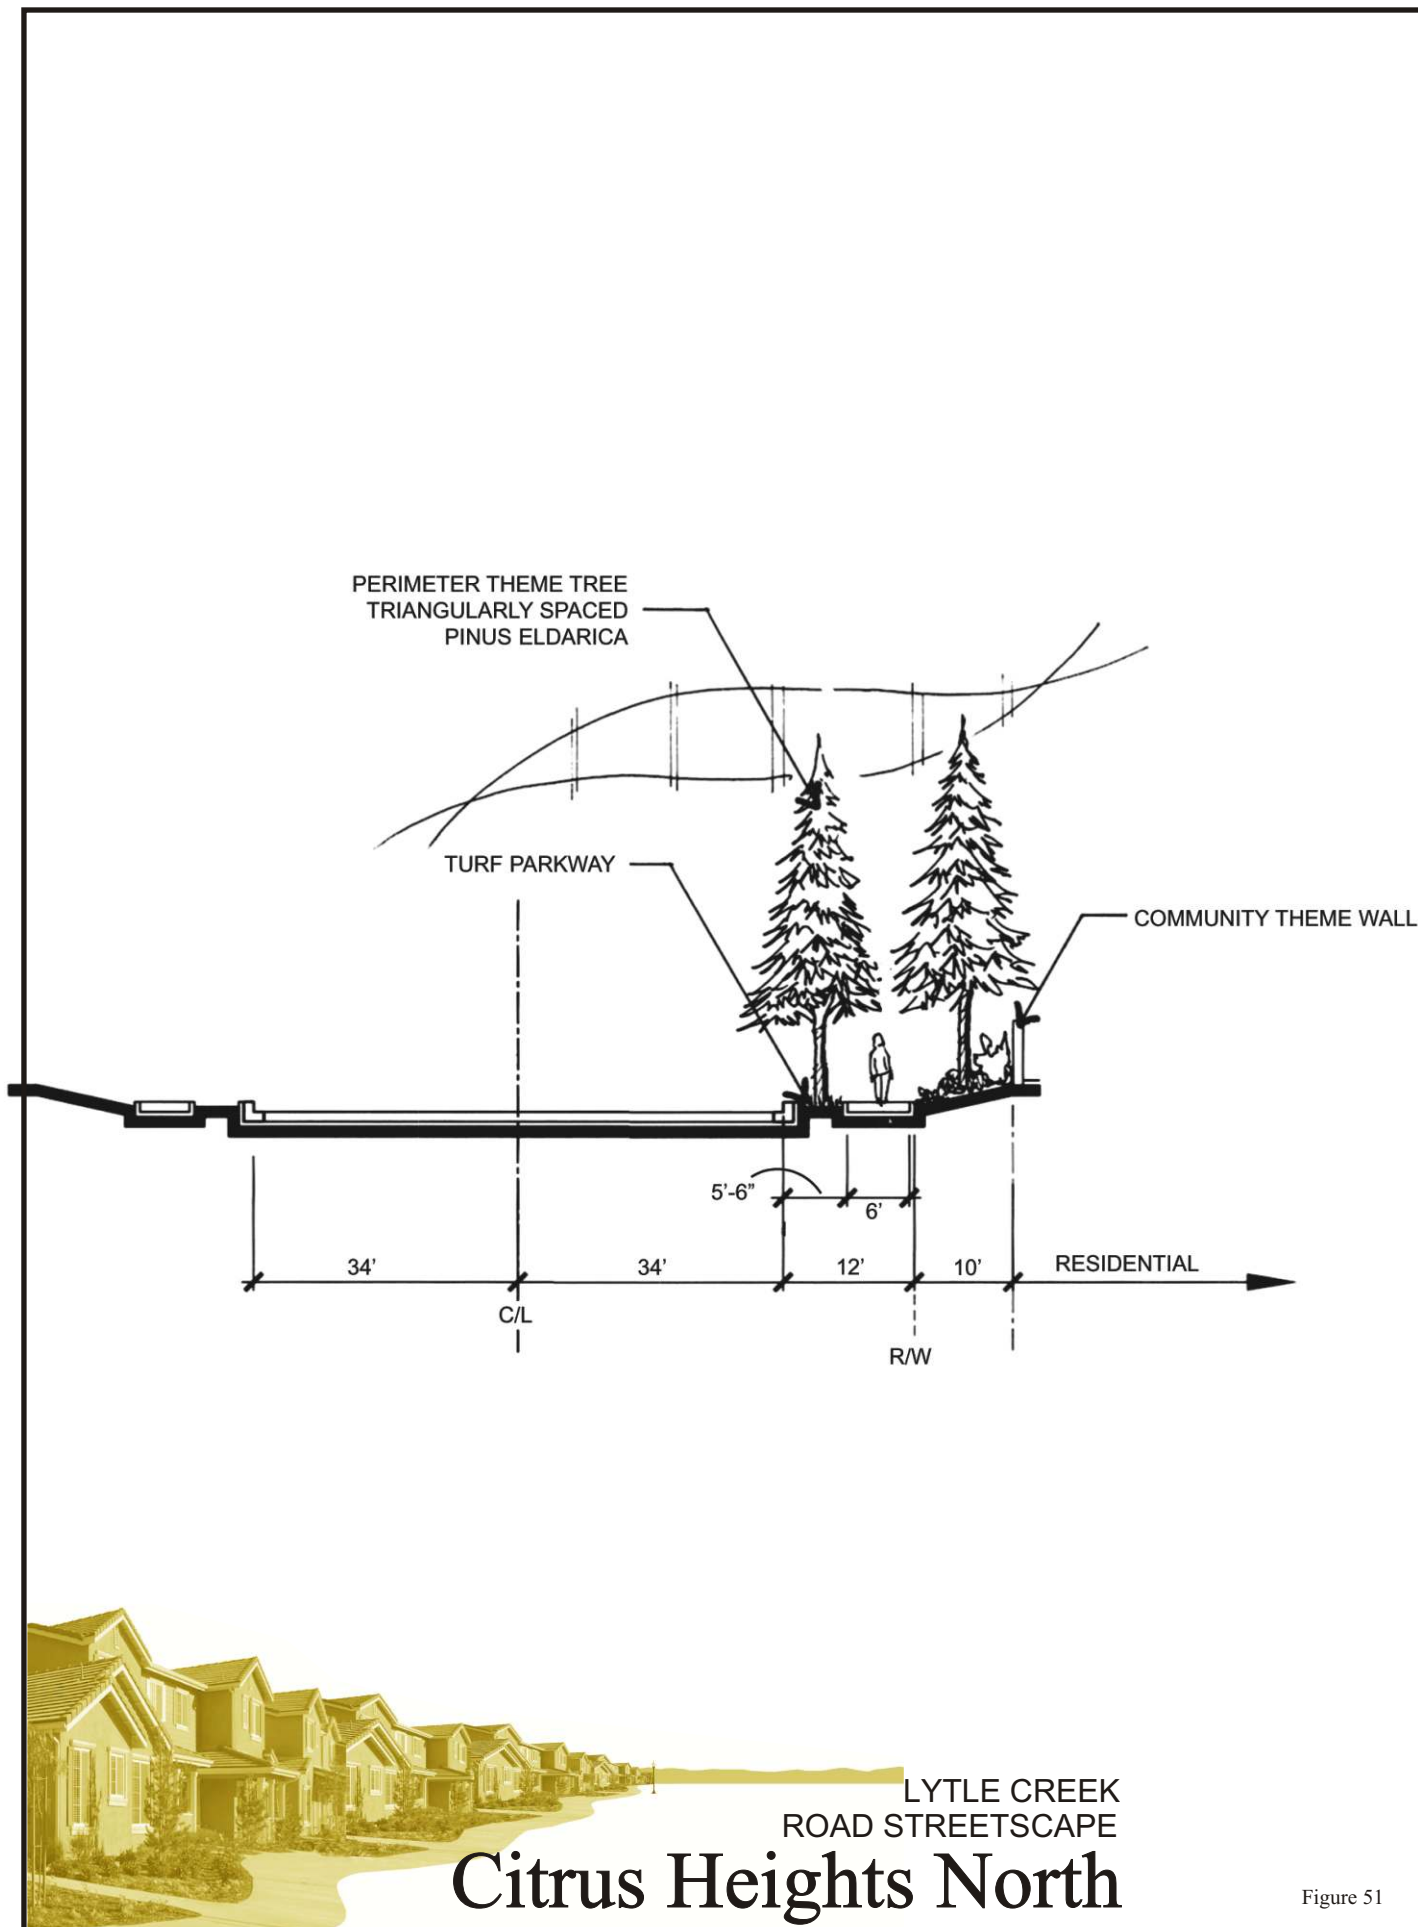 PERIMETER THEME TREE
TRIANGULARLY SPACED
PINUS ELDARICA
TURF PARKWAY
COMMUNITY THEME WALL
5’-6”
6’
34’
34’
12’
10’
RESIDENTIAL
C/L
R/W
LYTLE CREEK
ROAD STREETSCAPE
Citrus Heights North
Figure 51